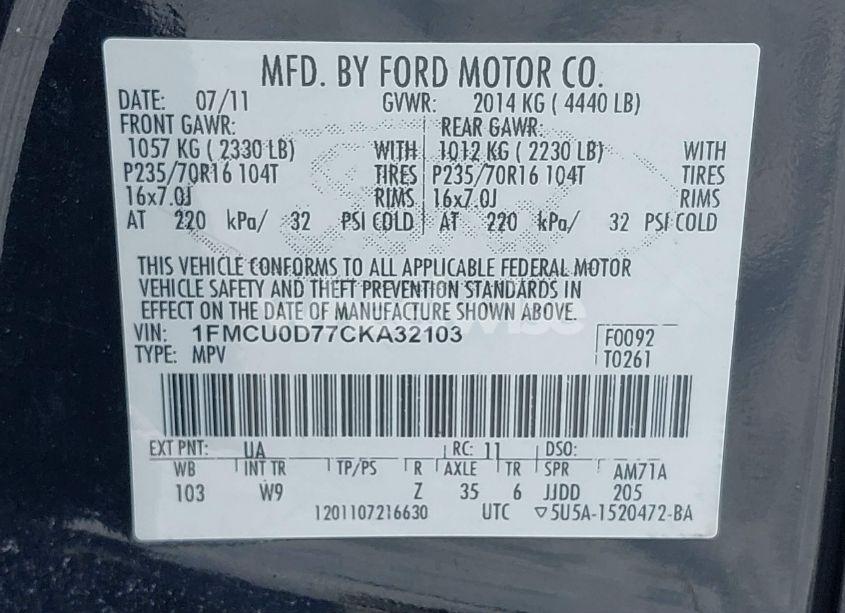 MFD. BY FORD MOTOR CO.
DATE: 07/11 GVWR: 2014 KG ( 4440 LB)
FRONT GAWR: REAR GAWR:
1057 KG ( 2330 LB) WITH 1012 KG ( 2230 LB) WITH
P235/70R16 104T TIRES P235/70R16 104T TIRES
16x7.0J RIMS 16x7.0J RIMS
AT 220 kPa/ 32 PSI COLD AT 220 kPa/ 32 PSI COLD
THIS VEHICLE CONFORMS TO ALL APPLICABLE FEDERAL MOTOR
VEHICLE SAFETY AND THEFT PREVENTION STANDARDS IN
EFFECT ON THE DATE OF MANUFACTURE SHOWN ABOVE.
VIN: 1FMCU0D77CKA32103 F0092
TYPE: MPV T0261
EXT PNT: UA RC: 11 DSO:
WB INT TR TP/PS R AXLE TR SPR AM71A
103 W9 Z 35 6 JJDD 205
1201107216630 UTC ▽5U5A-1520472-BA